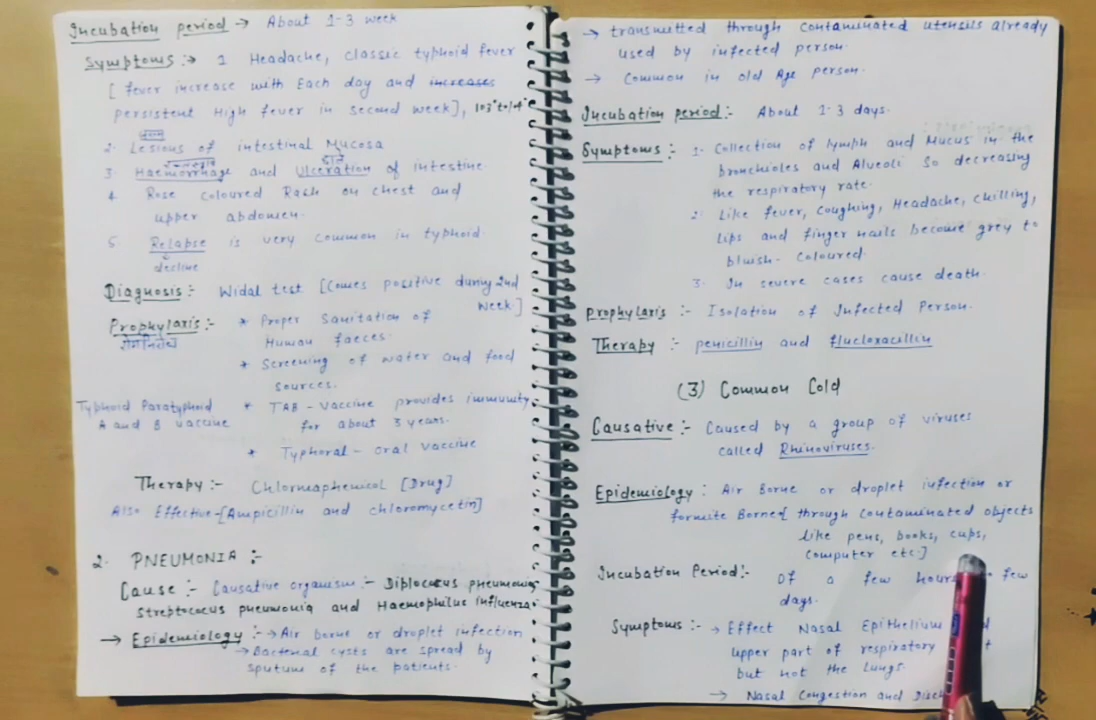 Incubation period → About 1-3 week
Symptoms :→ 1 Headache, classic typhoid fever
[ fever increase with Each day and increases
persistent High fever in second week], 103° to 104°
2. Lesions of intestinal Mucosa
3. Haemorrhage and Ulceration of intestine
4 Rose coloured Rash on chest and
upper abdomen.
5 Relapse is very common in typhoid.
decline
Diagnosis :- Widal test [Comes positive during 2nd
week]
Prophylaxis :- * Proper Sanitation of
रोगनिरोध Human faeces.
* Screening of water and food
sources.
Typhoid Paratyphoid * TAB - Vaccine provides immunity
A and B vaccine for about 3 years.
* Typhoral - oral vaccine
Therapy :- Chlormaphenicol [Drug]
Also Effective - [Ampicillin and chloromycetin]
2. PNEUMONIA :-
Cause :- Causative organism :- Diplococcus pneumonia,
Streptococus pneumonia and Haemophilus influenza.
→ Epidemiology :- → Air borne or droplet infection
→ Bacterial cysts are spread by
sputum of the patients.
→ transmitted through contaminated utensils already
used by infected person.
→ Common in old Age person.
Incubation period :- About 1-3 days.
Symptoms :- 1. Collection of lymph and Mucus in the
bronchioles and Alveoli so decreasing
the respiratory rate.
2. Like fever, coughing, Headache, chilling,
lips and finger nails become grey to
bluish - coloured.
3. In severe cases cause death.
prophylaxis :- Isolation of Infected Person.
Therapy :- penicillin and flucloxacillin
(3) Common Cold
Causative :- Caused by a group of viruses
called Rhinoviruses.
Epidemiology : Air Borne or droplet infection or
formite Borne [through contaminated objects
like pens, books, cups,
computer etc.]
Incubation Period :- Of a few hours few
days.
Symptoms :- → Effect Nasal Epithelium
upper part of respiratory
but not the lungs.
→ Nasal Congestion and